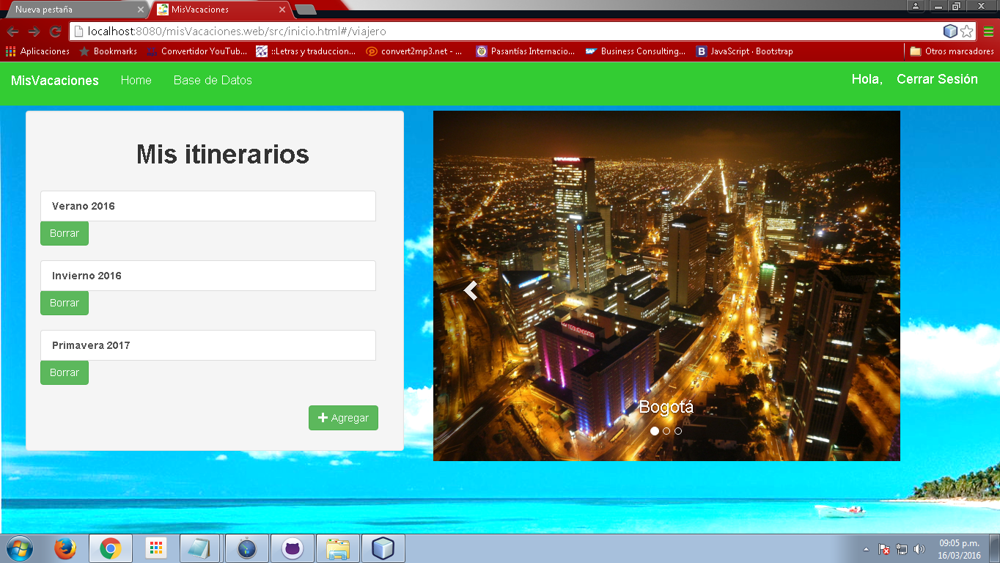 Nueva pestaña
MisVacaciones
localhost:8080/misVacaciones.web/src/inicio.html#/viajero
Aplicaciones Bookmarks Convertidor YouTub... ::Letras y traduccion... convert2mp3.net - ... Pasantías Internacio... Business Consulting... JavaScript · Bootstrap Otros marcadores
MisVacaciones Home Base de Datos Hola, Cerrar Sesión
Mis itinerarios
Verano 2016
Borrar
Invierno 2016
Borrar
Primavera 2017
Borrar
Agregar
Bogotá
09:05 p.m.
16/03/2016